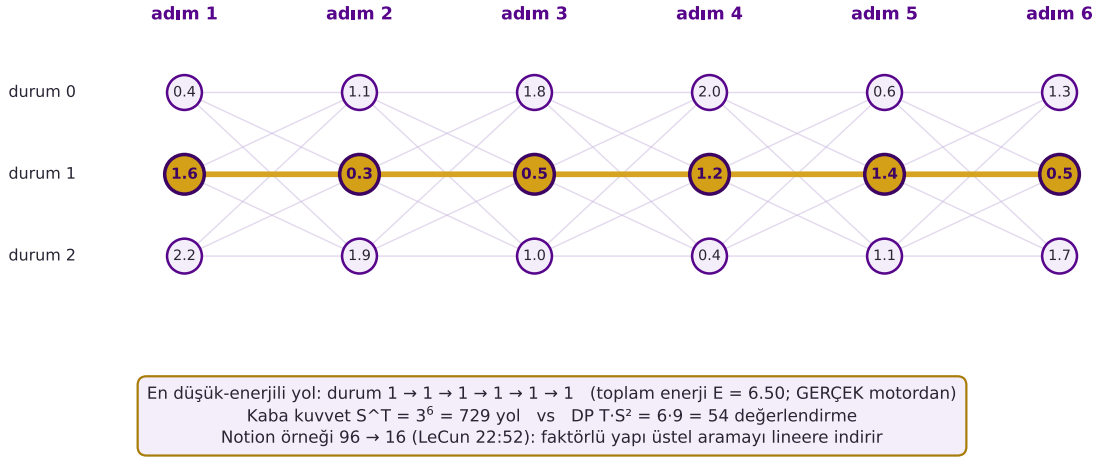 adım 1 adım 2 adım 3 adım 4 adım 5 adım 6
durum 0 0.4 1.1 1.8 2.0 0.6 1.3
durum 1 1.6 0.3 0.5 1.2 1.4 0.5
durum 2 2.2 1.9 1.0 0.4 1.1 1.7
En düşük-enerjili yol: durum 1 → 1 → 1 → 1 → 1 → 1 (toplam enerji E = 6.50; GERÇEK motordan)
Kaba kuvvet S^T = 3⁶ = 729 yol vs DP T·S² = 6·9 = 54 değerlendirme
Notion örneği 96 → 16 (LeCun 22:52): faktörlü yapı üstel aramayı lineere indirir